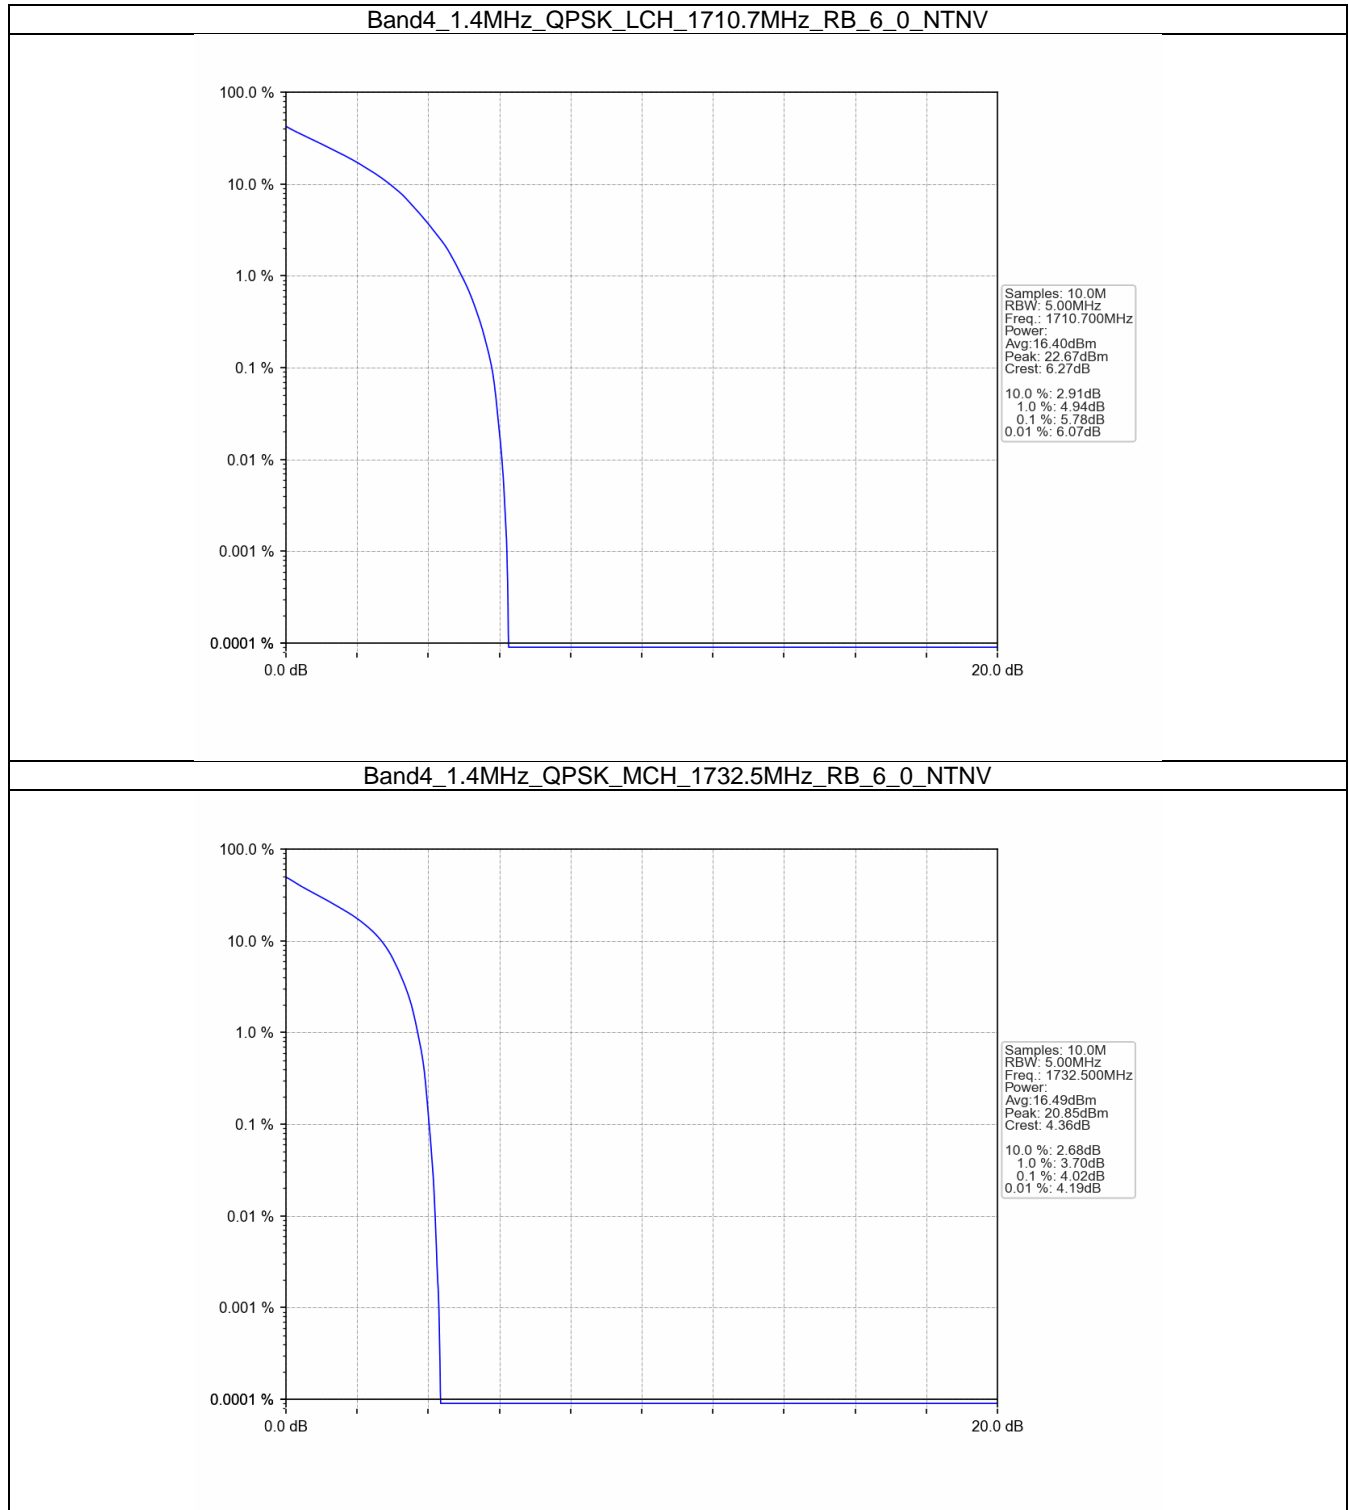 Band4_1.4MHz_QPSK_LCH_1710.7MHz_RB_6_0_NTNV
100.0 %
10.0 %
1.0 %
0.1 %
0.01 %
0.001 %
0.0001 %
0.0 dB
20.0 dB
Samples: 10.0M
RBW: 5.00MHz
Freq.: 1710.700MHz
Power:
Avg:16.40dBm
Peak: 22.67dBm
Crest: 6.27dB
10.0 %: 2.91dB
1.0 %: 4.94dB
0.1 %: 5.78dB
0.01 %: 6.07dB
Band4_1.4MHz_QPSK_MCH_1732.5MHz_RB_6_0_NTNV
100.0 %
10.0 %
1.0 %
0.1 %
0.01 %
0.001 %
0.0001 %
0.0 dB
20.0 dB
Samples: 10.0M
RBW: 5.00MHz
Freq.: 1732.500MHz
Power:
Avg:16.49dBm
Peak: 20.85dBm
Crest: 4.36dB
10.0 %: 2.68dB
1.0 %: 3.70dB
0.1 %: 4.02dB
0.01 %: 4.19dB